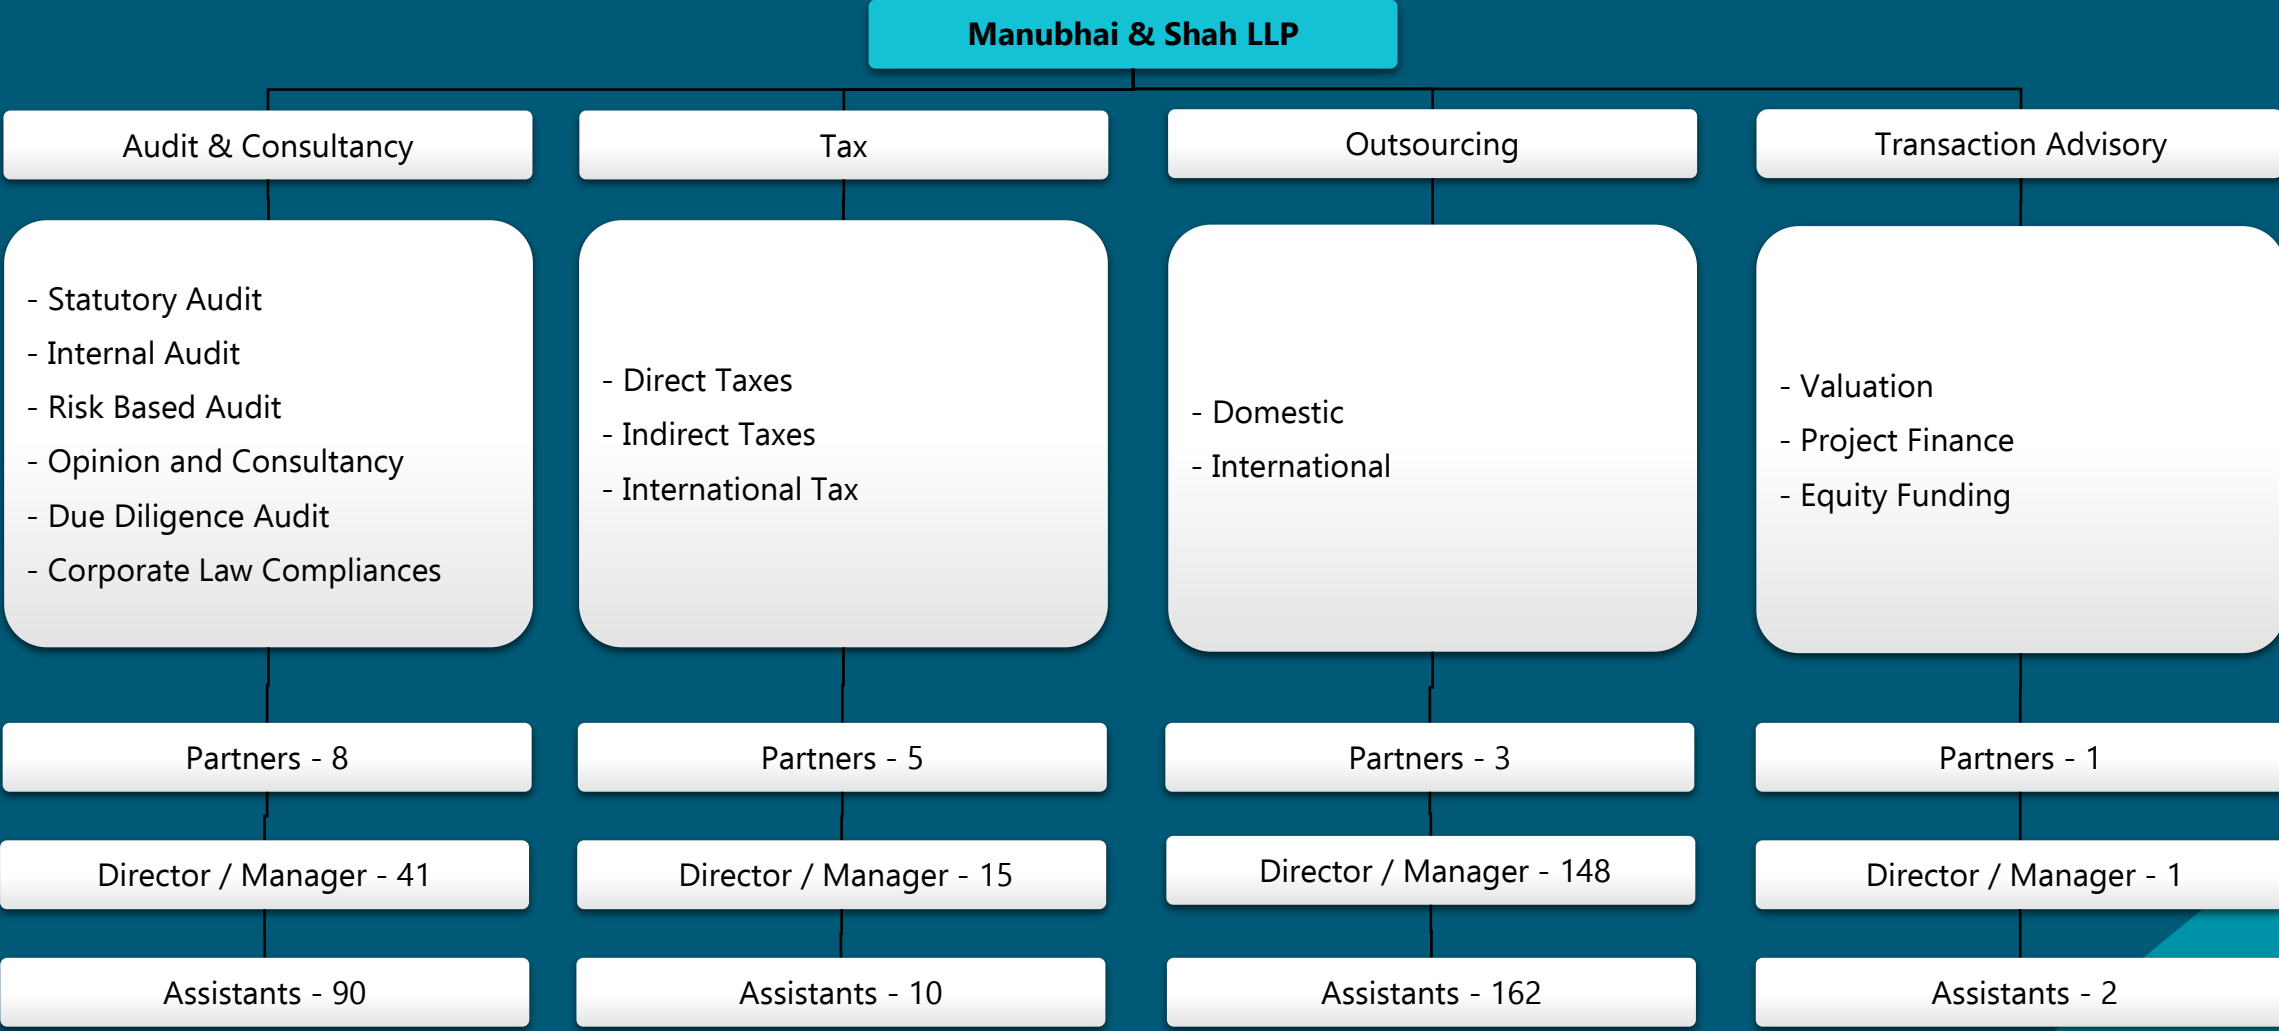 Manubhai & Shah LLP
Audit & Consultancy
Tax
Outsourcing
Transaction Advisory
- Statutory Audit
- Internal Audit
- Risk Based Audit
- Opinion and Consultancy
- Due Diligence Audit
- Corporate Law Compliances
- Direct Taxes
- Indirect Taxes
- International Tax
- Domestic
- International
- Valuation
- Project Finance
- Equity Funding
Partners - 8
Partners - 5
Partners - 3
Partners - 1
Director / Manager - 41
Director / Manager - 15
Director / Manager - 148
Director / Manager - 1
Assistants - 90
Assistants - 10
Assistants - 162
Assistants - 2